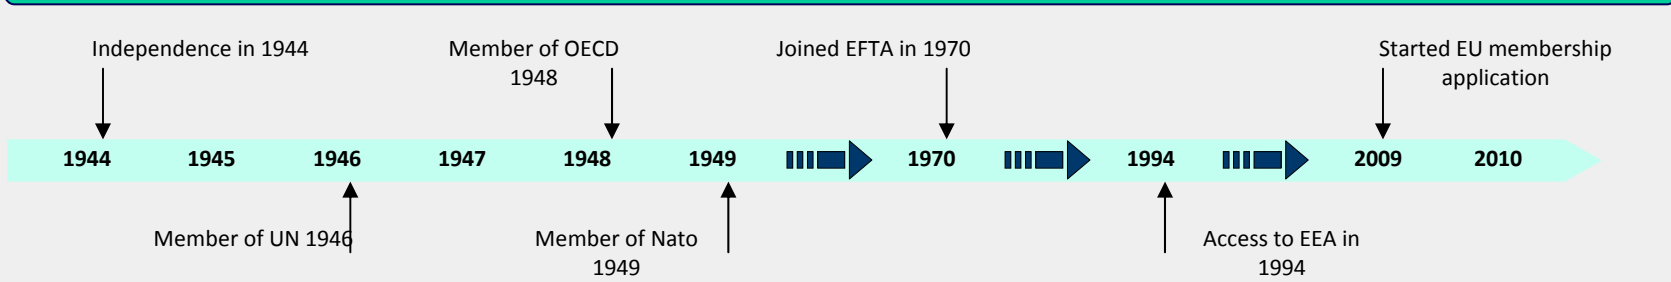 Independence in 1944
Member of OECD
1948
Joined EFTA in 1970
Started EU membership
application
1944 1945 1946 1947 1948 1949 1970 1994 2009 2010
Member of UN 1946
Member of Nato
1949
Access to EEA in
1994